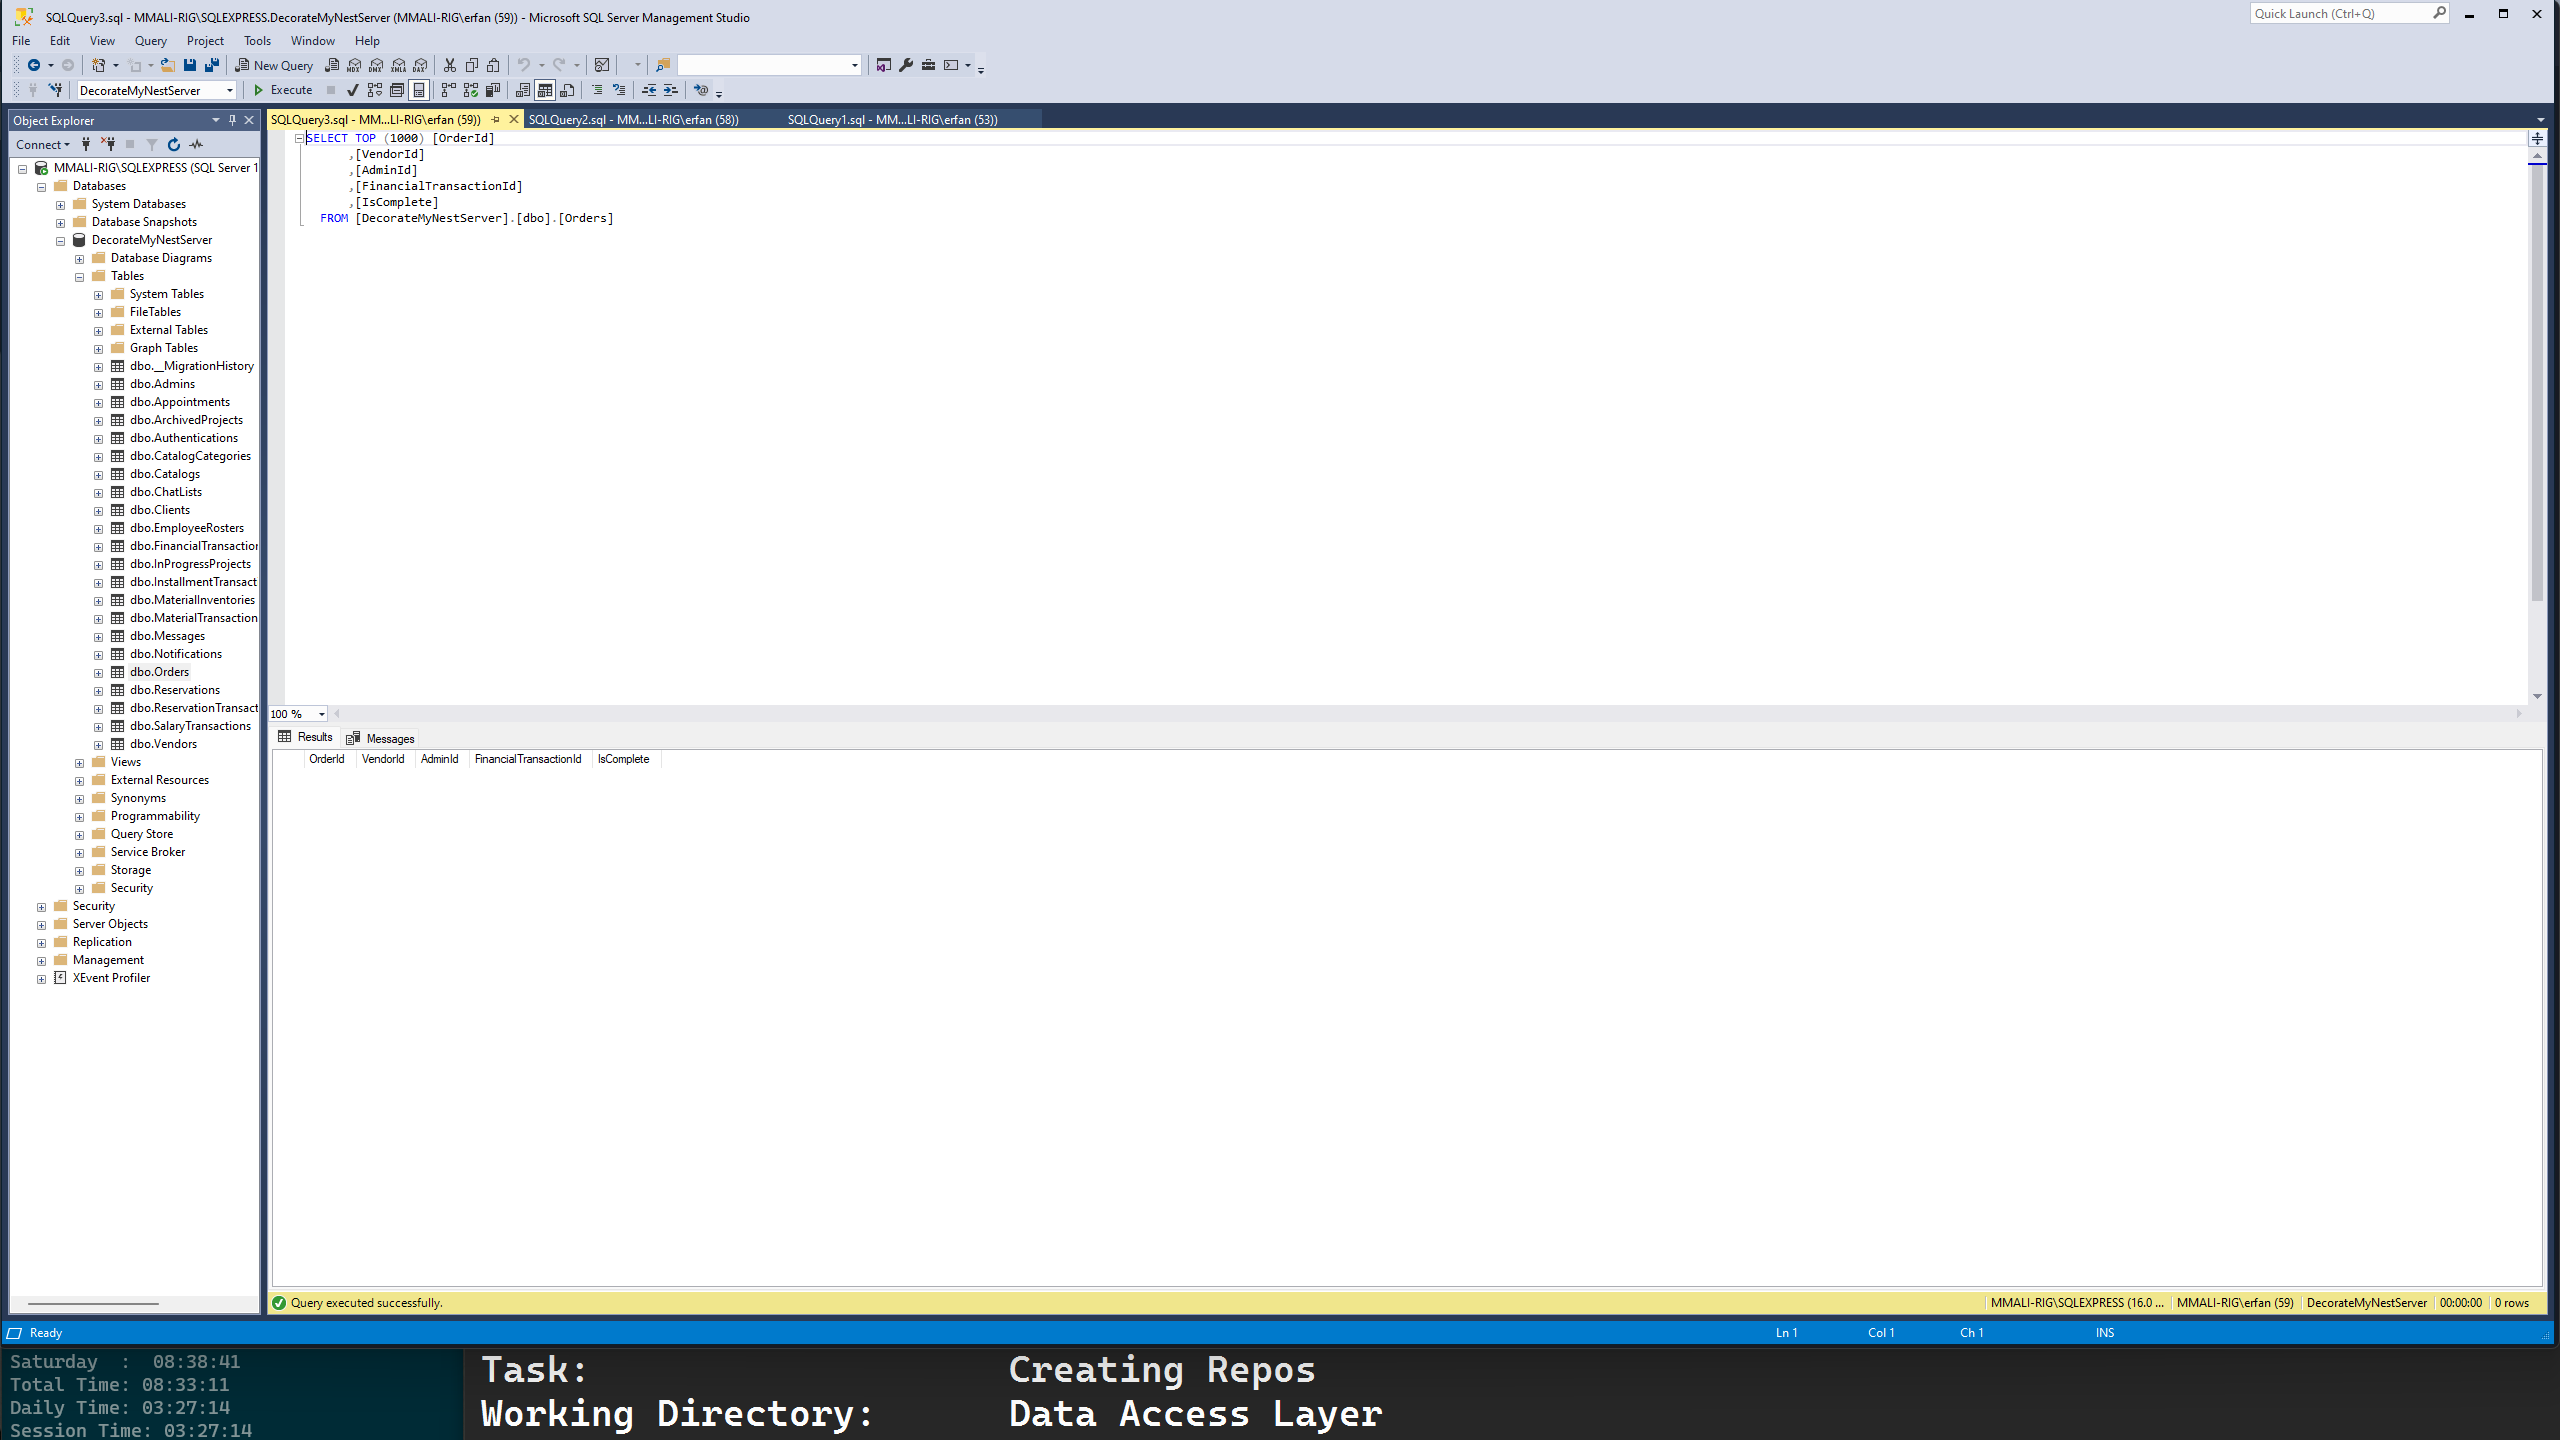 SQLQuery3.sql - MMALI-RIG\SQLEXPRESS.DecorateMyNestServer (MMALI-RIG\erfan (59)) - Microsoft SQL Server Management Studio
Quick Launch (Ctrl+Q)
File Edit View Query Project Tools Window Help
New Query MDX DMX XMLA DAX
DecorateMyNestServer Execute
Object Explorer
Connect
MMALI-RIG\SQLEXPRESS (SQL Server 1
Databases
System Databases
Database Snapshots
DecorateMyNestServer
Database Diagrams
Tables
System Tables
FileTables
External Tables
Graph Tables
dbo.__MigrationHistory
dbo.Admins
dbo.Appointments
dbo.ArchivedProjects
dbo.Authentications
dbo.CatalogCategories
dbo.Catalogs
dbo.ChatLists
dbo.Clients
dbo.EmployeeRosters
dbo.FinancialTransaction
dbo.InProgressProjects
dbo.InstallmentTransact
dbo.MaterialInventories
dbo.MaterialTransaction
dbo.Messages
dbo.Notifications
dbo.Orders
dbo.Reservations
dbo.ReservationTransact
dbo.SalaryTransactions
dbo.Vendors
Views
External Resources
Synonyms
Programmability
Query Store
Service Broker
Storage
Security
Security
Server Objects
Replication
Management
XEvent Profiler
SQLQuery3.sql - MM...LI-RIG\erfan (59)) SQLQuery2.sql - MM...LI-RIG\erfan (58)) SQLQuery1.sql - MM...LI-RIG\erfan (53))
SELECT TOP (1000) [OrderId]
,[VendorId]
,[AdminId]
,[FinancialTransactionId]
,[IsComplete]
FROM [DecorateMyNestServer].[dbo].[Orders]
100 %
Results Messages
OrderId VendorId AdminId FinancialTransactionId IsComplete
Query executed successfully. MMALI-RIG\SQLEXPRESS (16.0 ... MMALI-RIG\erfan (59) DecorateMyNestServer 00:00:00 0 rows
Ready Ln 1 Col 1 Ch 1 INS
Saturday : 08:38:41
Total Time: 08:33:11
Daily Time: 03:27:14
Session Time: 03:27:14
Task: Creating Repos
Working Directory: Data Access Layer